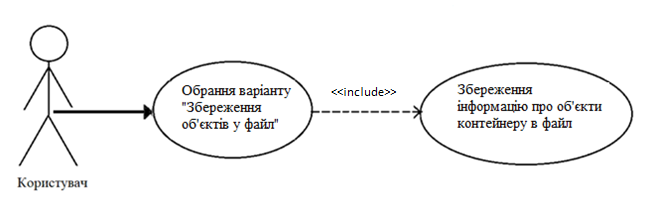 Обрання варіанту
"Збереження
об'єктів у файл"
<<include>>
Збереження
інформацію про об'єкти
контейнеру в файл
Користувач